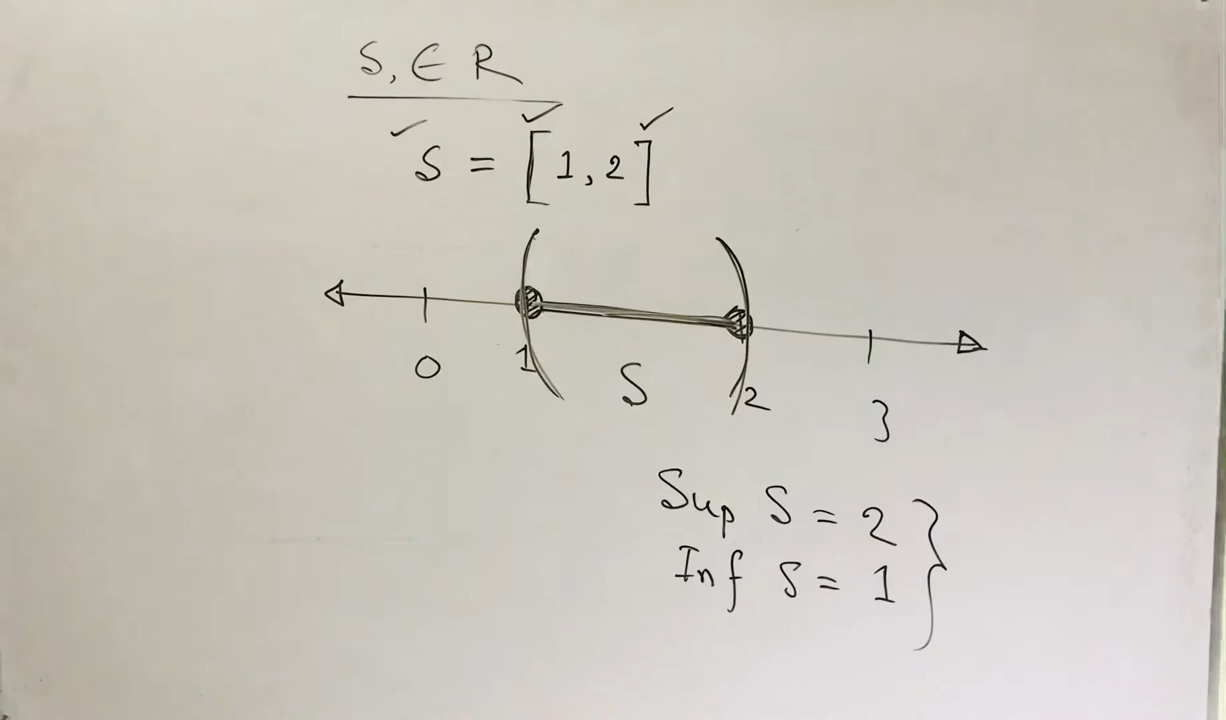 S, ∈ R
S = [1, 2]
0 1 S 2 3
Sup S = 2
Inf S = 1